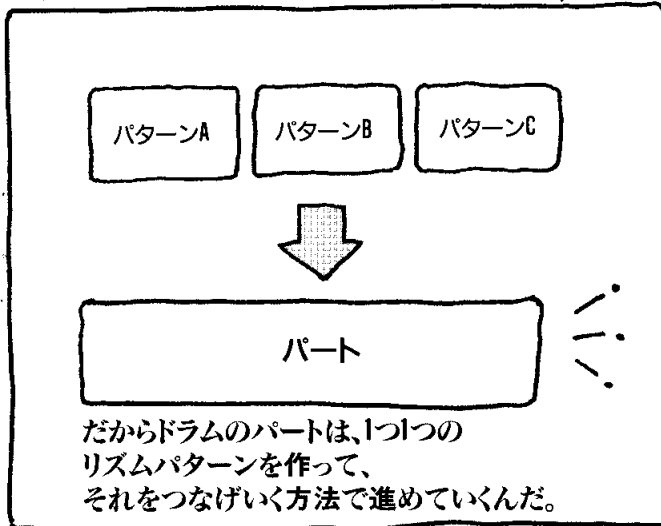 パターンA
パターンB
パターンC
パート
だからドラムのパートは、1つ1つの
リズムパターンを作って、
それをつなげいく方法で進めていくんだ。